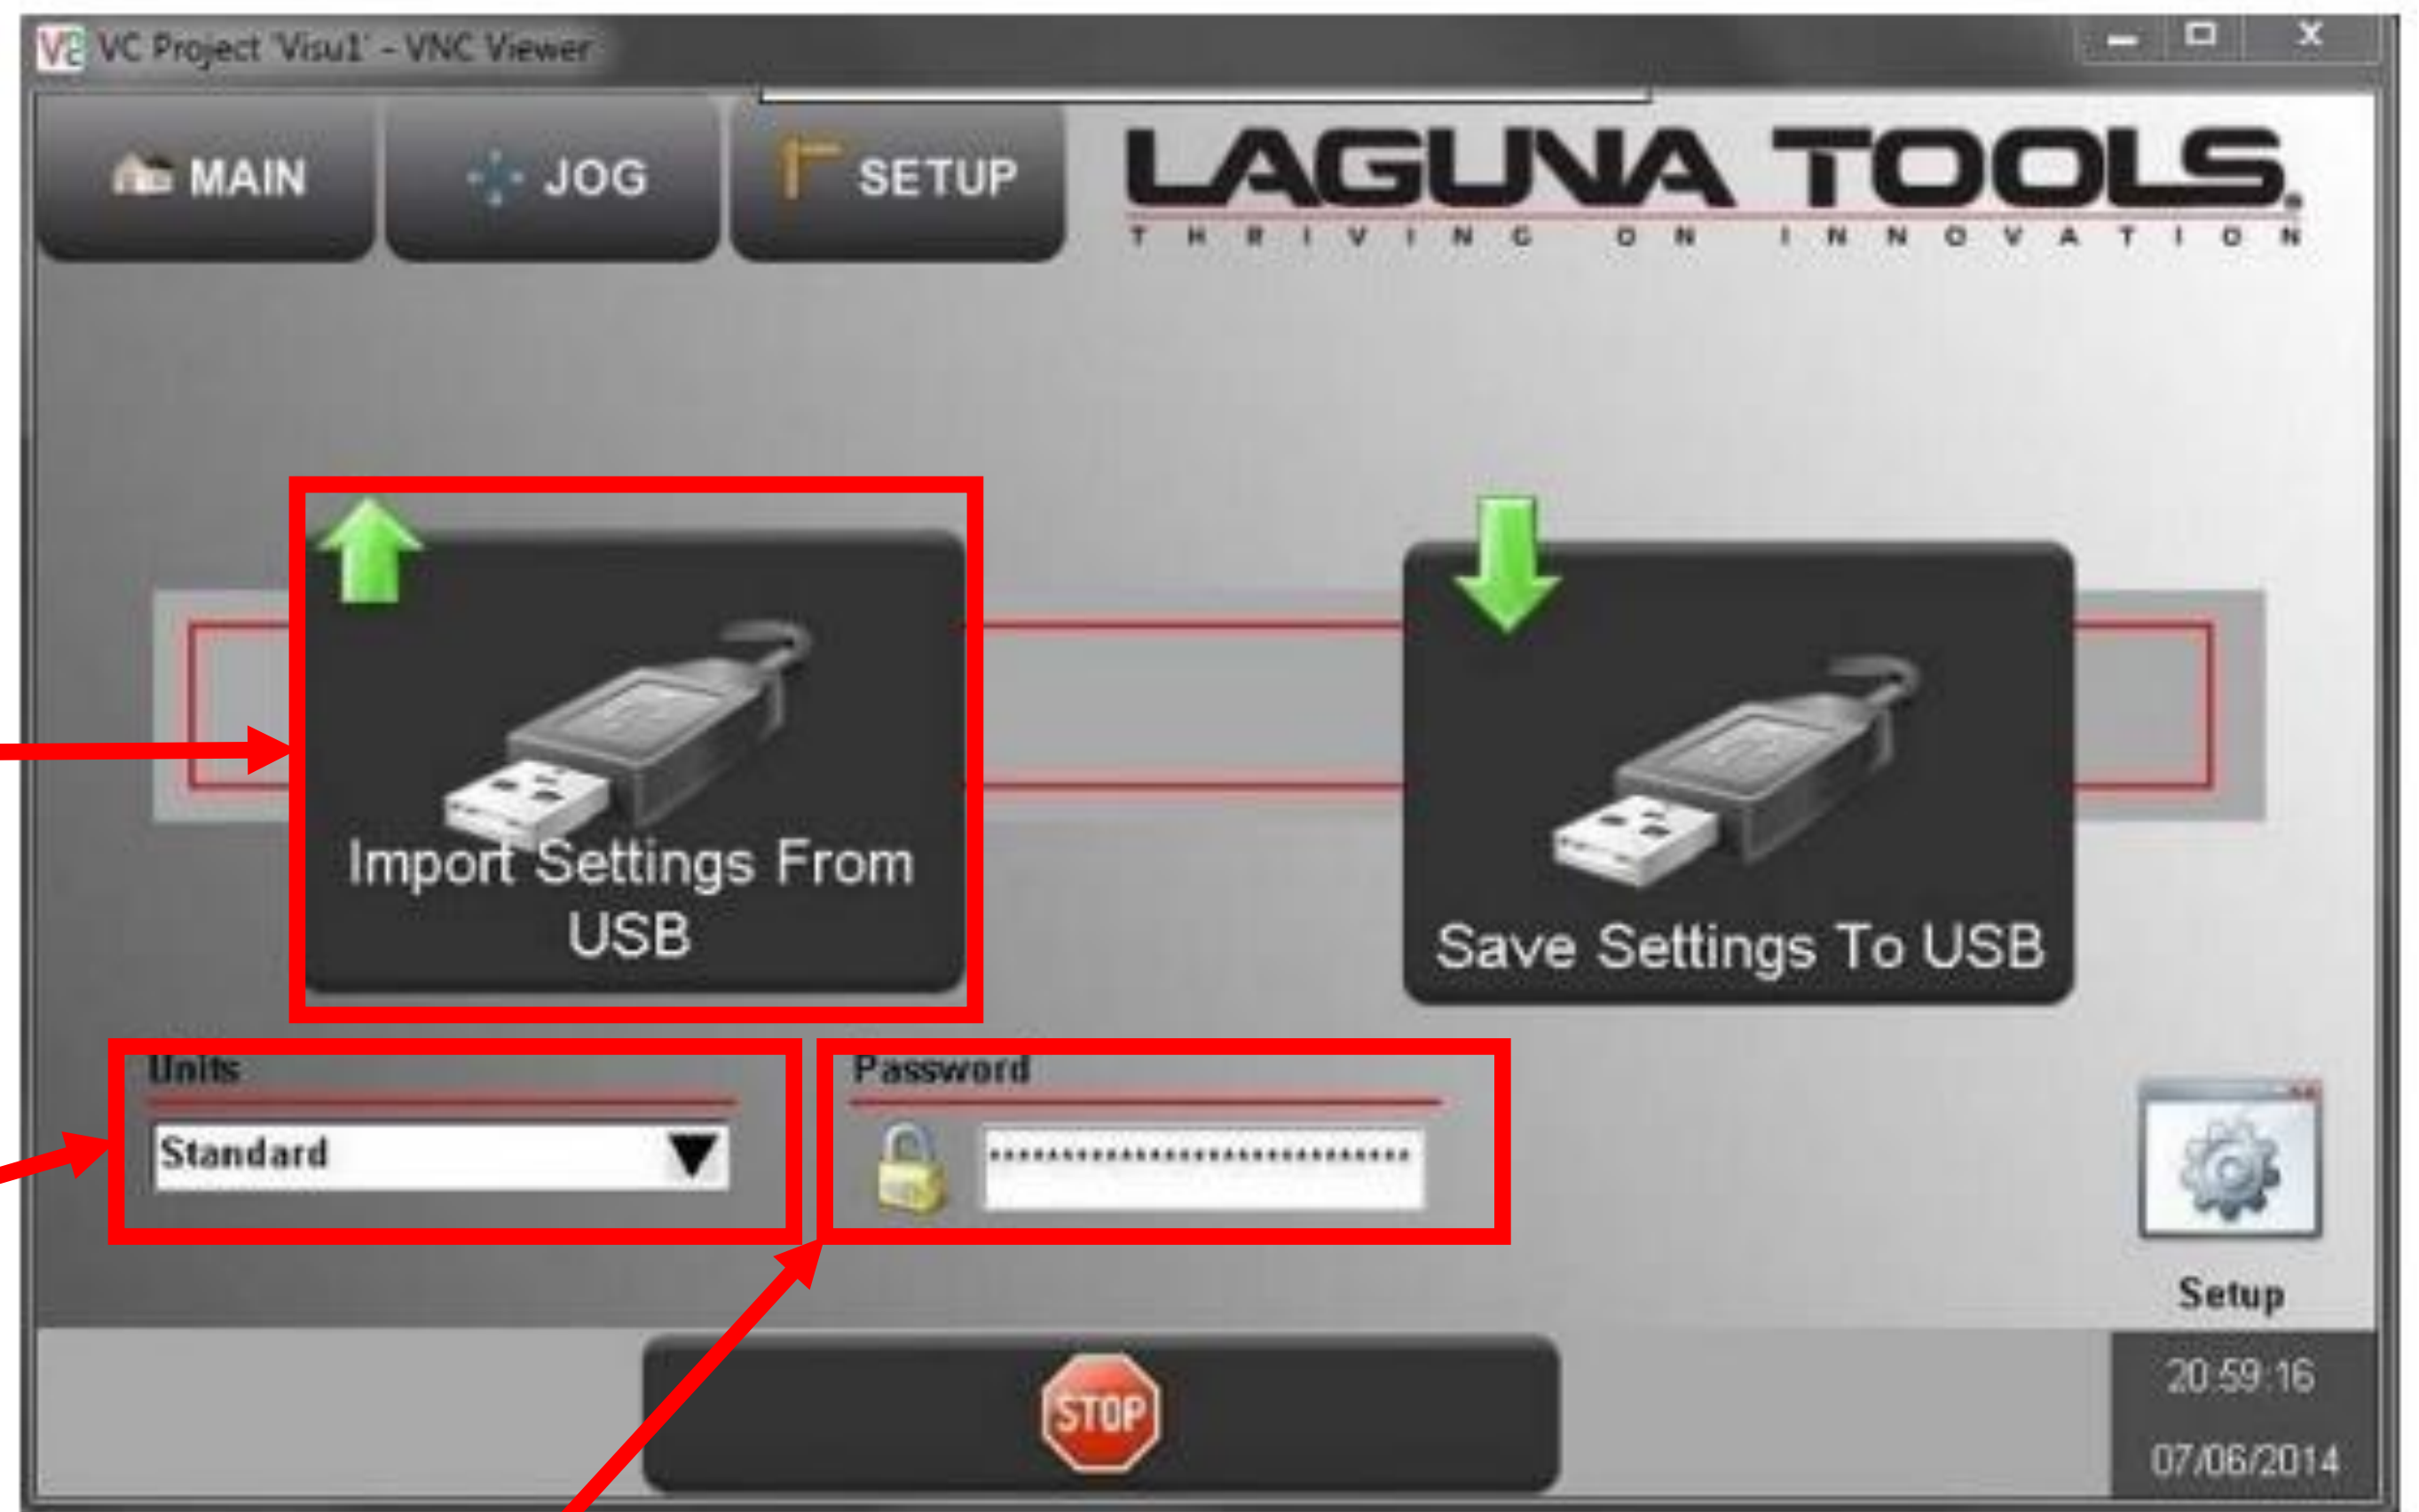 VC Project 'Visu1' - VNC Viewer
MAIN
JOG
SETUP
LAGUNA TOOLS
THRIVING ON INNOVATION
Import Settings From
USB
Save Settings To USB
Units
Password
Standard
*****************************
Setup
STOP
20:59:16
07/06/2014